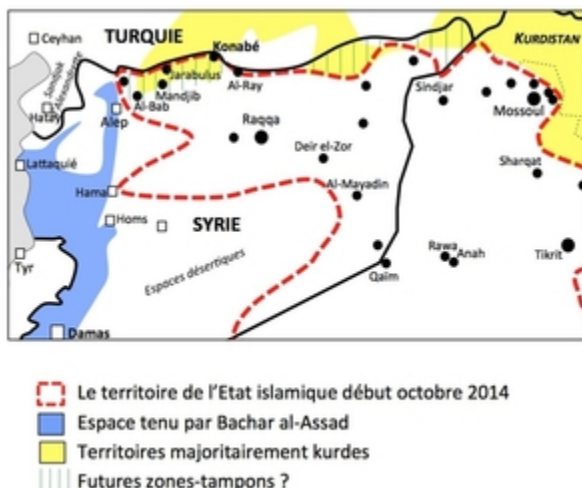 Ceyhan
TURQUIE
Konabé
KURDISTAN
Sandjak
Alexandrette
Jarabulus
Hatay
Al-Bab
Mandjib
Al-Ray
Sindjar
Mossoul
Alep
Raqqa
Lattaquié
Deir el-Zor
Sharqat
Hama
Al-Mayadin
Homs
SYRIE
Rawa
Anah
Tikrit
Tyr
Espaces désertiques
Qaïm
Damas
Le territoire de l'Etat islamique début octobre 2014
Espace tenu par Bachar al-Assad
Territoires majoritairement kurdes
Futures zones-tampons ?